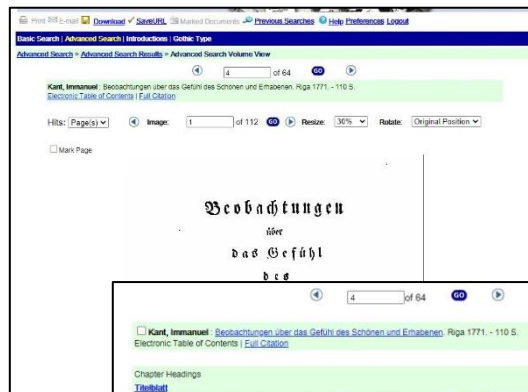 Print E-mail Download SaveURL Marked Documents Previous Searches Help Preferences Logout
Basic Search | Advanced Search | Introductions | Gothic Type
Advanced Search » Advanced Search Results » Advanced Search Volume View
4 of 64 GO
Kant, Immanuel : Beobachtungen über das Gefühl des Schönen und Erhabenen. Riga 1771. - 110 S.
Electronic Table of Contents | Full Citation
Hits: Page(s) Image: 1 of 112 GO Resize: 30% Rotate: Original Position
Mark Page
Beobachtungen
über
das Gefühl
des
4 of 64 GO
Kant, Immanuel : Beobachtungen über das Gefühl des Schönen und Erhabenen. Riga 1771. - 110 S.
Electronic Table of Contents | Full Citation
Chapter Headings
Titelblatt